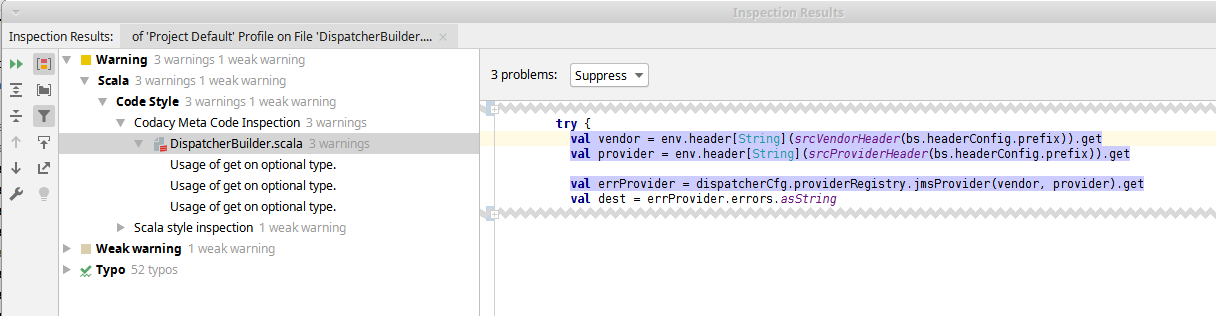 Inspection Results
Inspection Results: of 'Project Default' Profile on File 'DispatcherBuilder....
Warning 3 warnings 1 weak warning
Scala 3 warnings 1 weak warning
Code Style 3 warnings 1 weak warning
Codacy Meta Code Inspection 3 warnings
DispatcherBuilder.scala 3 warnings
Usage of get on optional type.
Usage of get on optional type.
Usage of get on optional type.
Scala style inspection 1 weak warning
Weak warning 1 weak warning
Typo 52 typos
3 problems: Suppress
try {
val vendor = env.header[String](srcVendorHeader(bs.headerConfig.prefix)).get
val provider = env.header[String](srcProviderHeader(bs.headerConfig.prefix)).get
val errProvider = dispatcherCfg.providerRegistry.jmsProvider(vendor, provider).get
val dest = errProvider.errors.asString